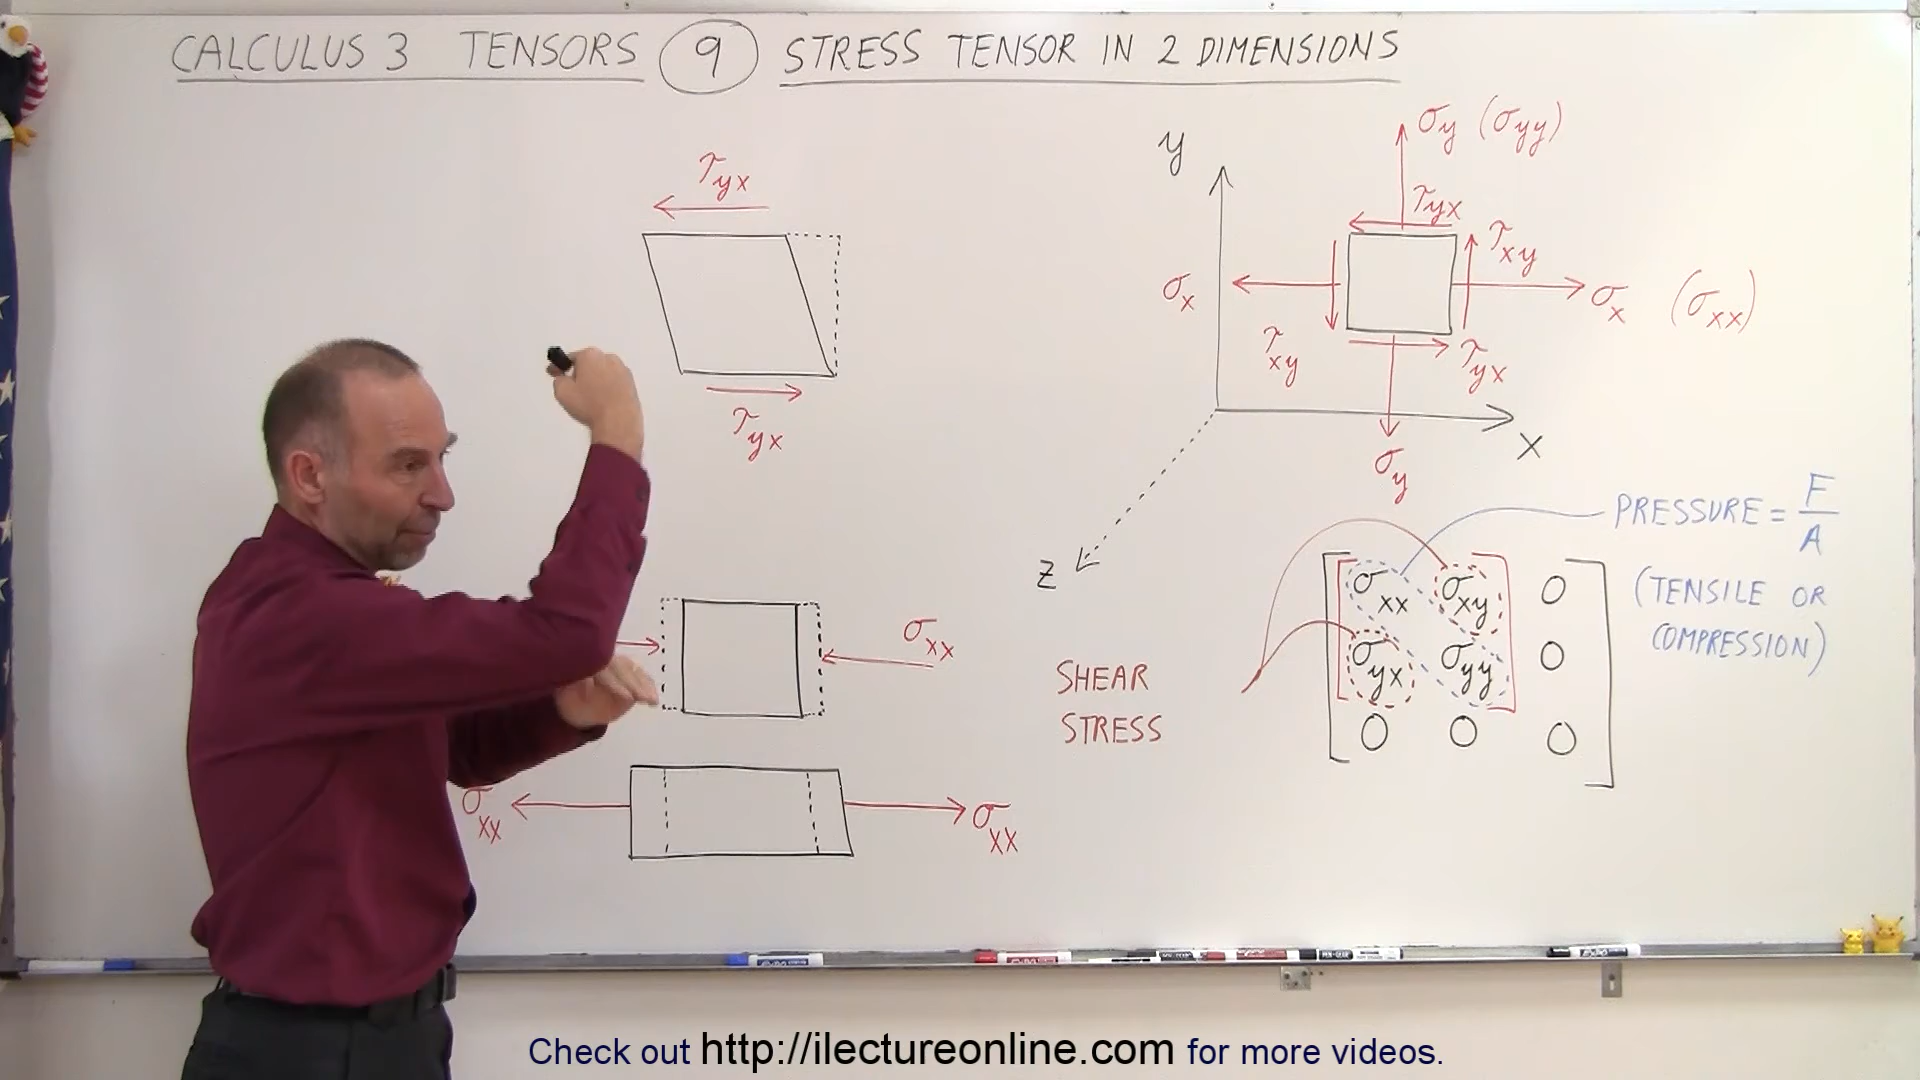 CALCULUS 3 TENSORS 9 STRESS TENSOR IN 2 DIMENSIONS
τyx
τyx
σxx
σxx
σxx
y
σy (σyy)
τyx
τxy
σx
σx (σxx)
τxy
τyx
x
σy
z
PRESSURE = F/A
(TENSILE OR
COMPRESSION)
SHEAR
STRESS
σxx σxy 0
σyx σyy 0
0 0 0
Check out http://ilectureonline.com for more videos.